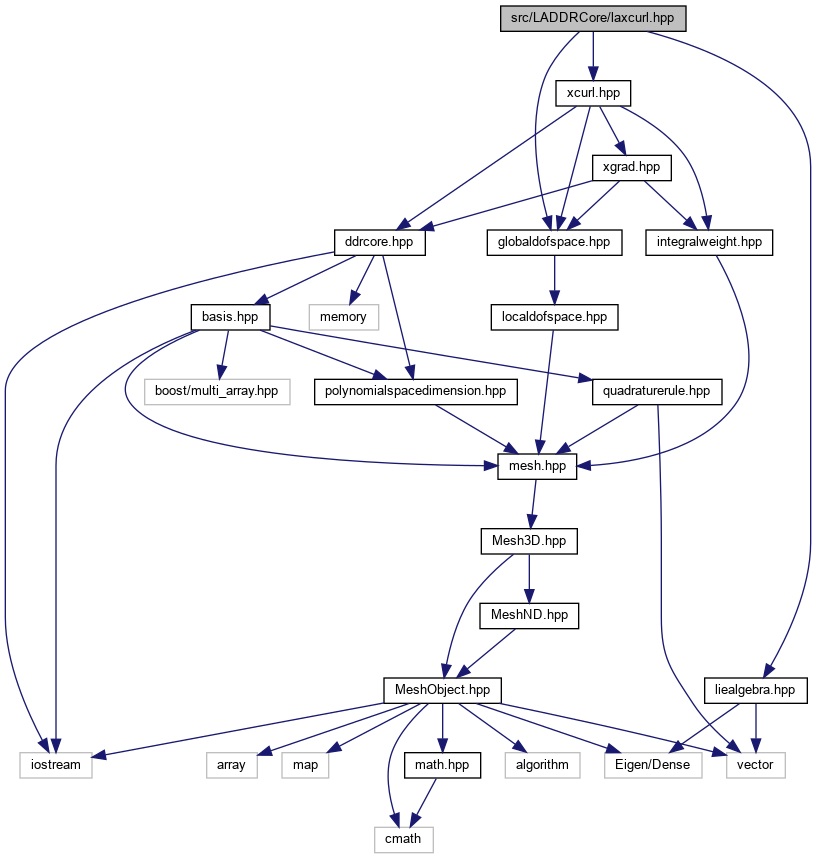 src/LADDRCore/laxcurl.hpp
xcurl.hpp
xgrad.hpp
ddrcore.hpp
globaldofspace.hpp
integralweight.hpp
basis.hpp
memory
localdofspace.hpp
boost/multi_array.hpp
polynomialspacedimension.hpp
quadraturerule.hpp
mesh.hpp
Mesh3D.hpp
MeshND.hpp
MeshObject.hpp
liealgebra.hpp
iostream
array
map
math.hpp
algorithm
Eigen/Dense
vector
cmath